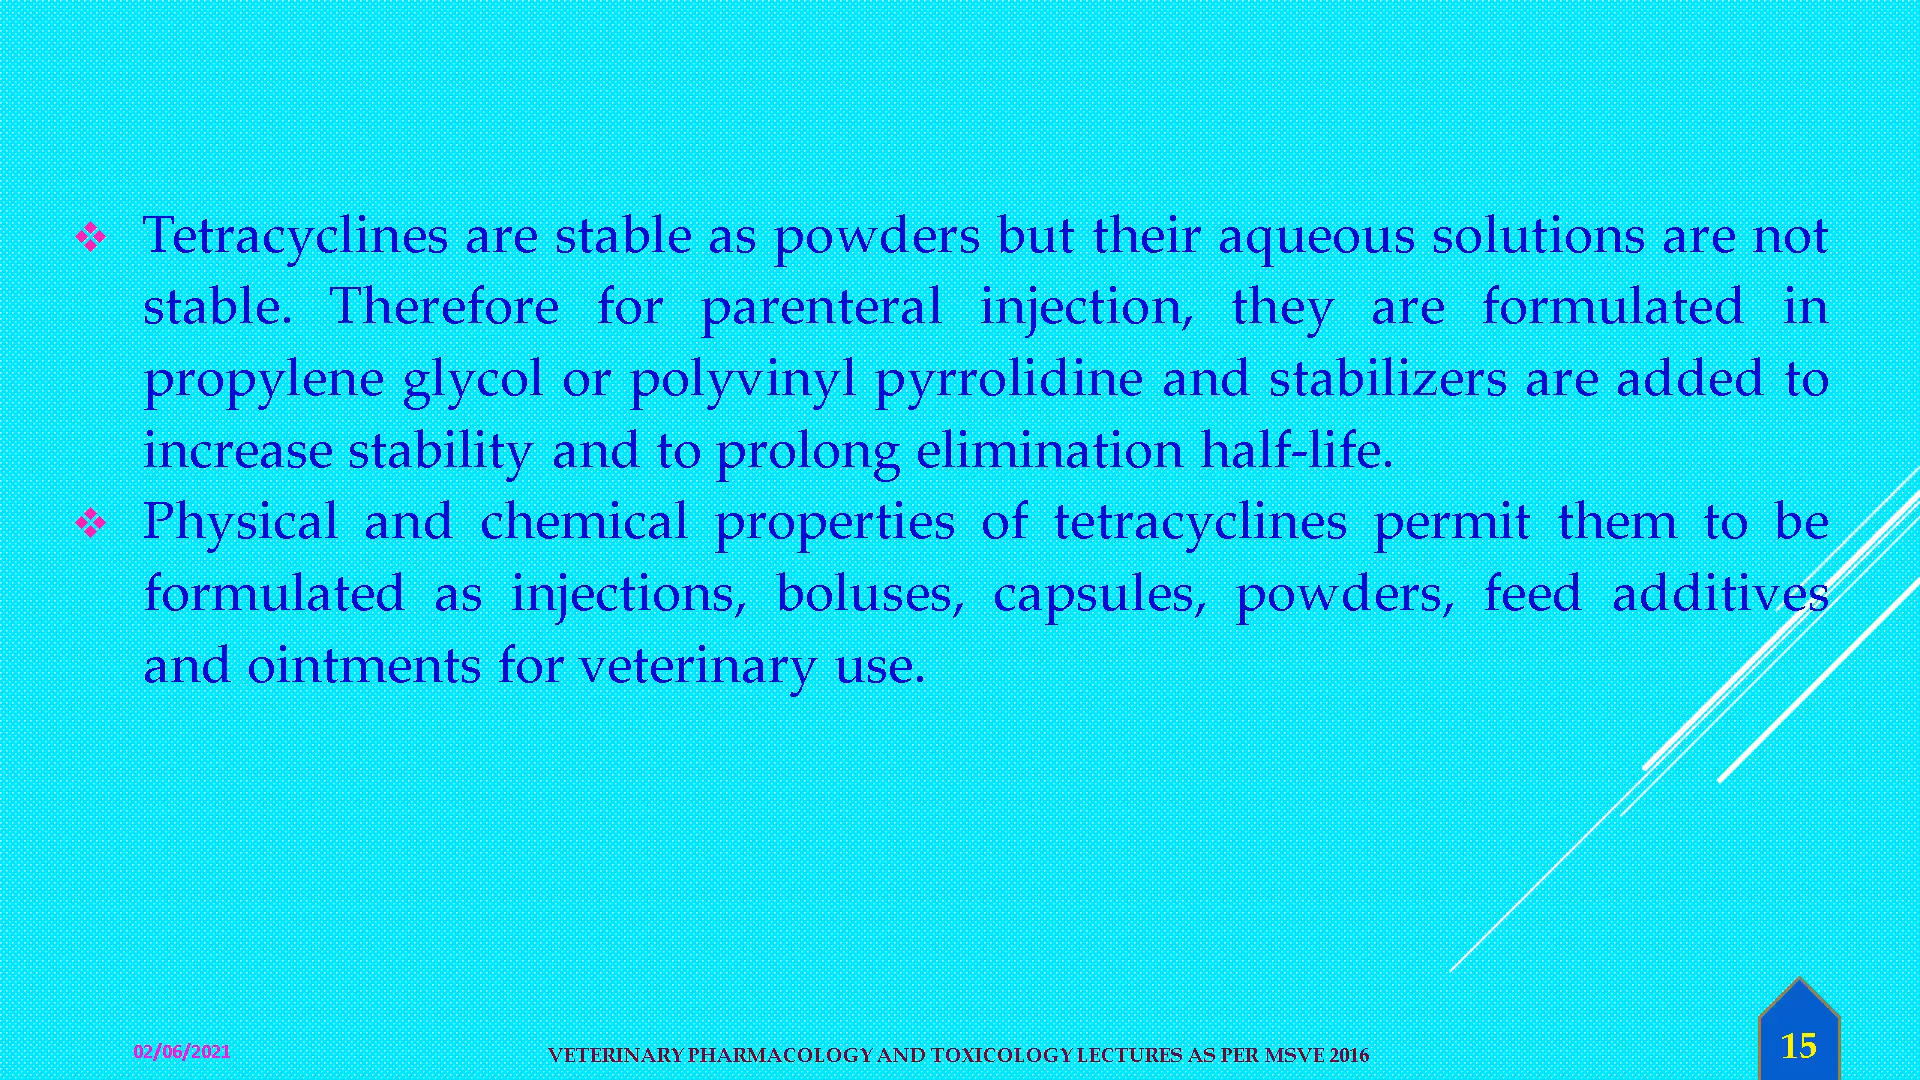 Tetracyclines are stable as powders but their aqueous solutions are not
stable. Therefore for parenteral injection, they are formulated in
propylene glycol or polyvinyl pyrrolidine and stabilizers are added to
increase stability and to prolong elimination half-life.
Physical and chemical properties of tetracyclines permit them to be
formulated as injections, boluses, capsules, powders, feed additives
and ointments for veterinary use.
02/06/2021
VETERINARY PHARMACOLOGY AND TOXICOLOGY LECTURES AS PER MSVE 2016
15